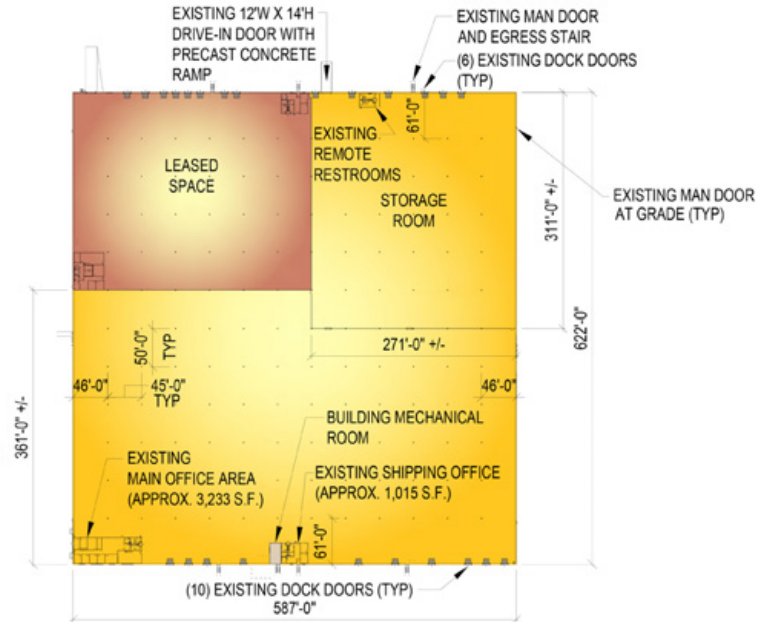 EXISTING 12'W X 14'H
DRIVE-IN DOOR WITH
PRECAST CONCRETE
RAMP
EXISTING MAN DOOR
AND EGRESS STAIR
(6) EXISTING DOCK DOORS
(TYP)
61'-0"
EXISTING
REMOTE
RESTROOMS
LEASED
SPACE
STORAGE
ROOM
EXISTING MAN DOOR
AT GRADE (TYP)
311'-0" +/-
622'-0"
271'-0" +/-
50'-0"
TYP
46'-0"
45'-0"
TYP
46'-0"
361'-0" +/-
BUILDING MECHANICAL
ROOM
EXISTING
MAIN OFFICE AREA
(APPROX. 3,233 S.F.)
EXISTING SHIPPING OFFICE
(APPROX. 1,015 S.F.)
61'-0"
(10) EXISTING DOCK DOORS (TYP)
587'-0"